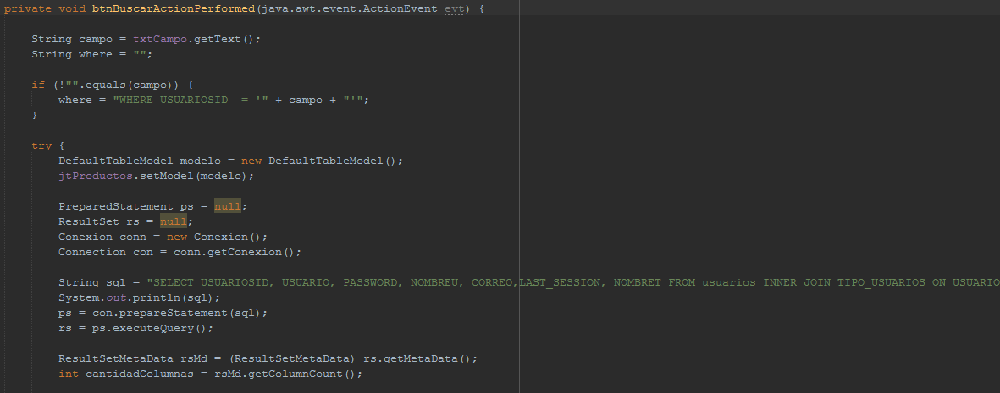 private void btnBuscarActionPerformed(java.awt.event.ActionEvent evt) {
String campo = txtCampo.getText();
String where = "";
if (!"".equals(campo)) {
where = "WHERE USUARIOSID  = '" + campo + "'";
}
try {
DefaultTableModel modelo = new DefaultTableModel();
jtProductos.setModel(modelo);
PreparedStatement ps = null;
ResultSet rs = null;
Conexion conn = new Conexion();
Connection con = conn.getConexion();
String sql = "SELECT USUARIOSID, USUARIO, PASSWORD, NOMBREU, CORREO,LAST_SESSION, NOMBRET FROM usuarios INNER JOIN TIPO_USUARIOS ON USUARIO
System.out.println(sql);
ps = con.prepareStatement(sql);
rs = ps.executeQuery();
ResultSetMetaData rsMd = (ResultSetMetaData) rs.getMetaData();
int cantidadColumnas = rsMd.getColumnCount();